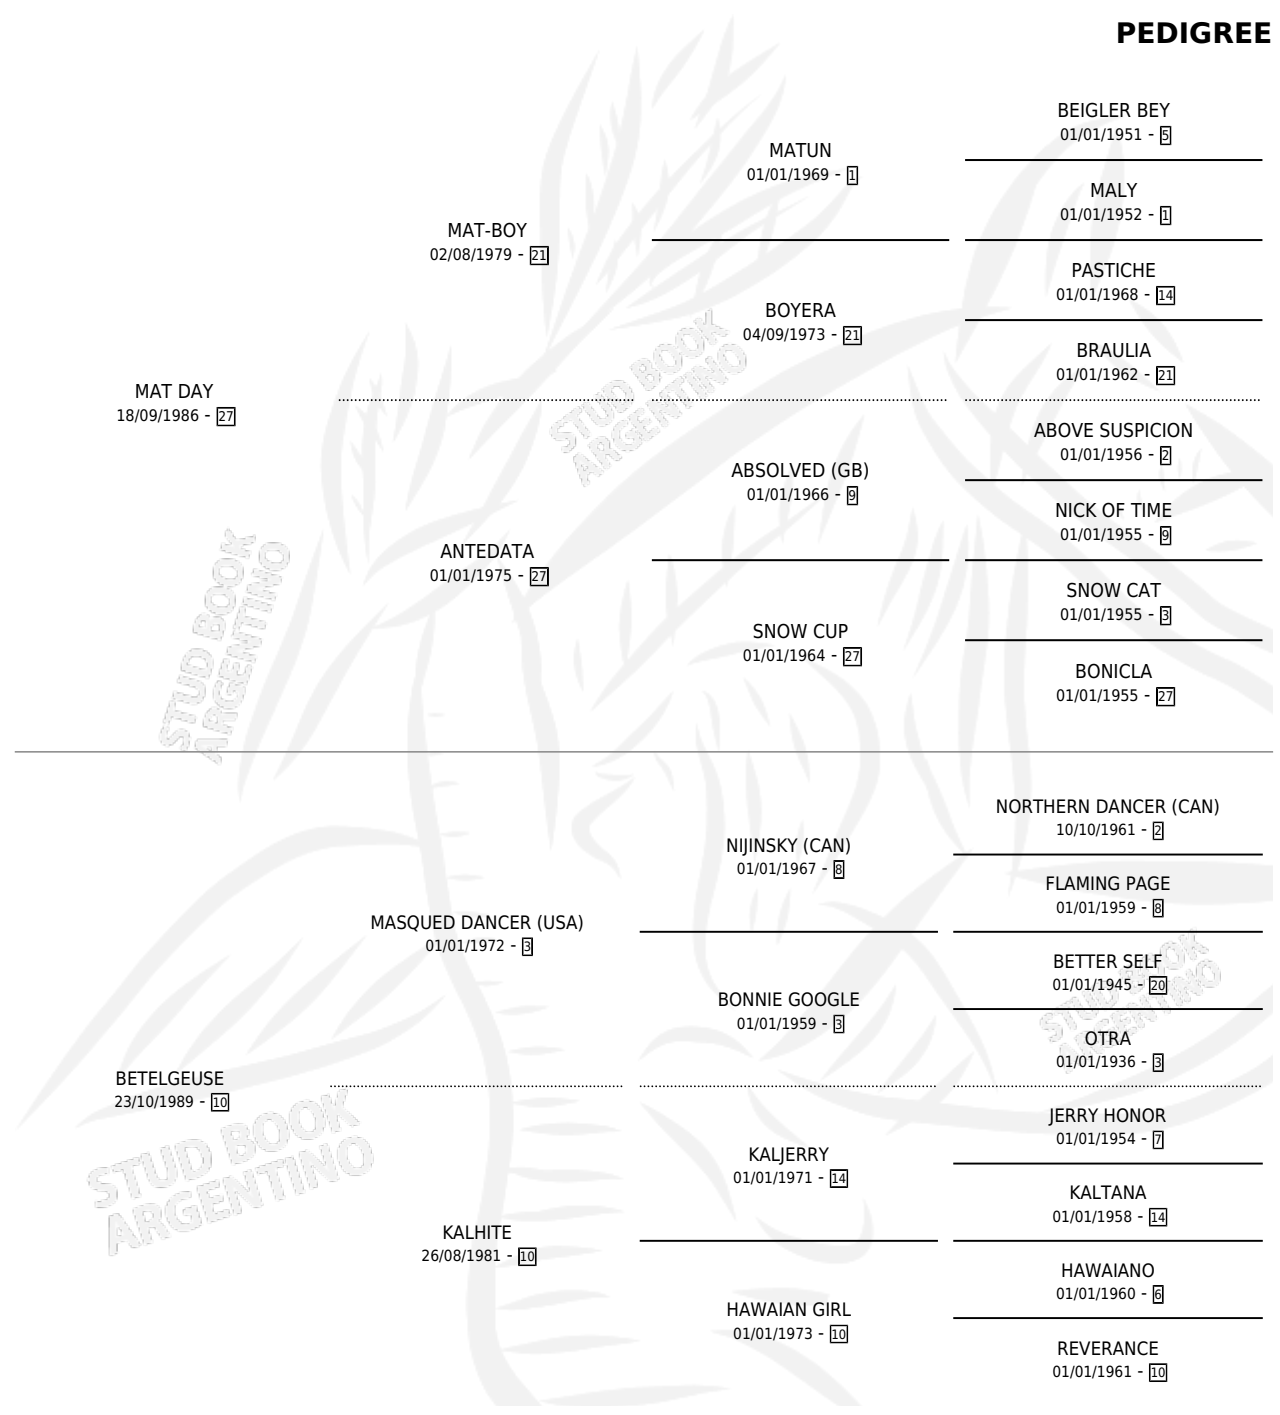 PEDIGREE
BEIGLER BEY
01/01/1951 - 5
MATUN
01/01/1969 - 1
MALY
01/01/1952 - 1
MAT-BOY
02/08/1979 - 21
PASTICHE
01/01/1968 - 14
BOYERA
04/09/1973 - 21
BRAULIA
01/01/1962 - 21
MAT DAY
18/09/1986 - 27
STUD BOOK
ARGENTINO
ABOVE SUSPICION
01/01/1956 - 2
ABSOLVED (GB)
01/01/1966 - 9
NICK OF TIME
01/01/1955 - 9
ANTEDATA
01/01/1975 - 27
SNOW CAT
01/01/1955 - 3
SNOW CUP
01/01/1964 - 27
BONICLA
01/01/1955 - 27
STUD BOOK
ARGENTINO
NORTHERN DANCER (CAN)
10/10/1961 - 2
NIJINSKY (CAN)
01/01/1967 - 8
FLAMING PAGE
01/01/1959 - 8
MASQUED DANCER (USA)
01/01/1972 - 3
BETTER SELF
01/01/1945 - 20
BONNIE GOOGLE
01/01/1959 - 3
STUD BOOK
ARGENTINO
OTRA
01/01/1936 - 3
BETELGEUSE
23/10/1989 - 10
JERRY HONOR
01/01/1954 - 7
KALJERRY
01/01/1971 - 14
KALTANA
01/01/1958 - 14
STUD BOOK
ARGENTINO
KALHITE
26/08/1981 - 10
HAWAIANO
01/01/1960 - 6
HAWAIAN GIRL
01/01/1973 - 10
REVERANCE
01/01/1961 - 10